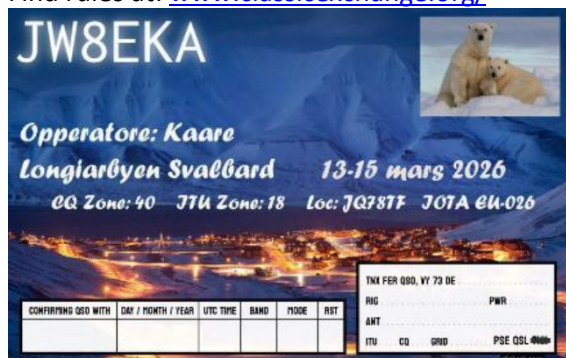 JW8EKA
Opperatore: Kaare
Longiarbyen Svalbard 13-15 mars 2026
CQ Zone: 40 ITU Zone: 18 Loc: JQ78TF IOTA EU-026
TNX FER QSO, VY 73 DE
RIG PWR
ANT
ITU CQ GRID PSE QSL
CONFIRMING QSO WITH DAY / MONTH / YEAR UTC TIME BAND MODE RST